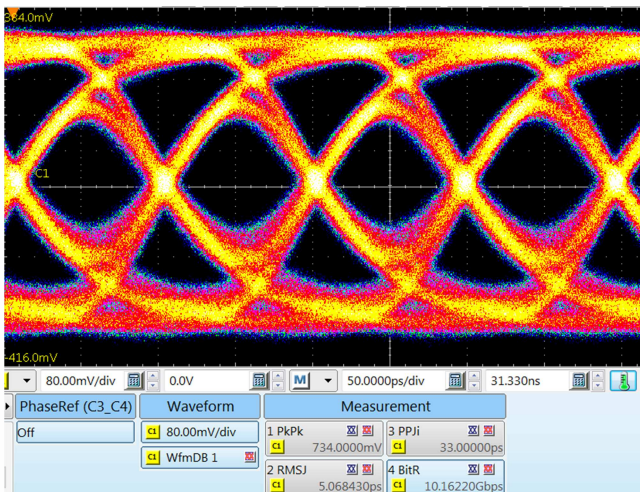 384.0mV
C1
-416.0mV
80.00mV/div 0.0V M 50.0000ps/div 31.330ns
PhaseRef (C3_C4) Waveform Measurement
Off C1 80.00mV/div 1 PkPk 3 PPJi
C1 734.0000mV C1 33.00000ps
C1 WfmDB 1 2 RMSJ 4 BitR
C1 5.068430ps C1 10.16220Gbps